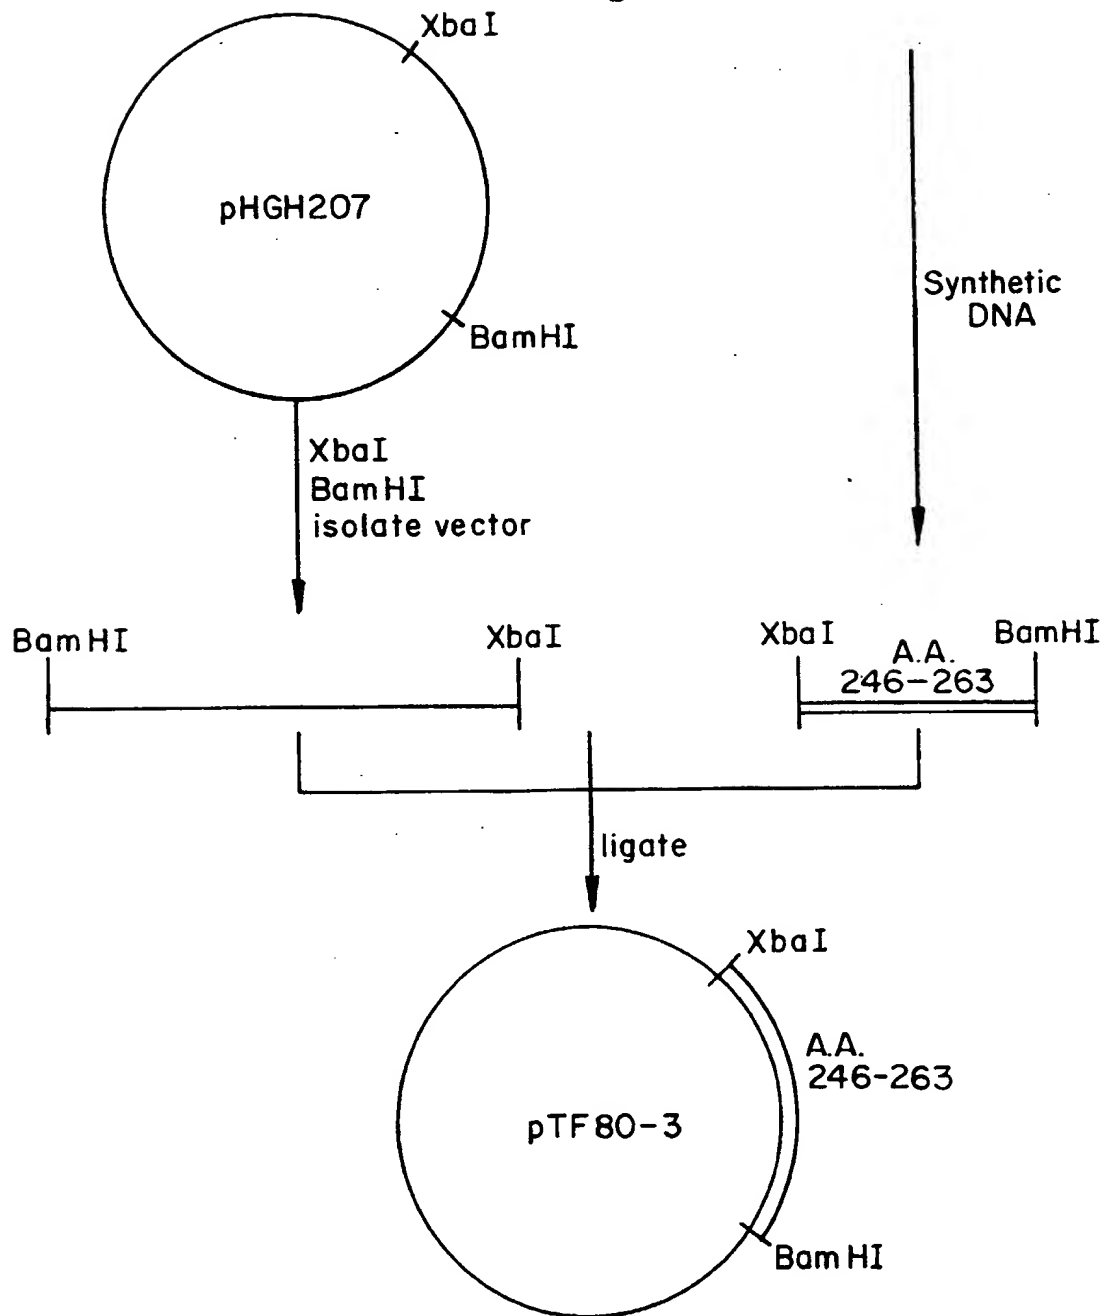 XbaI
pHGH207
BamHI
Synthetic
DNA
XbaI
BamHI
isolate vector
BamHI
XbaI
XbaI
A.A.
246-263
BamHI
ligate
XbaI
A.A.
246-263
pTF80-3
BamHI